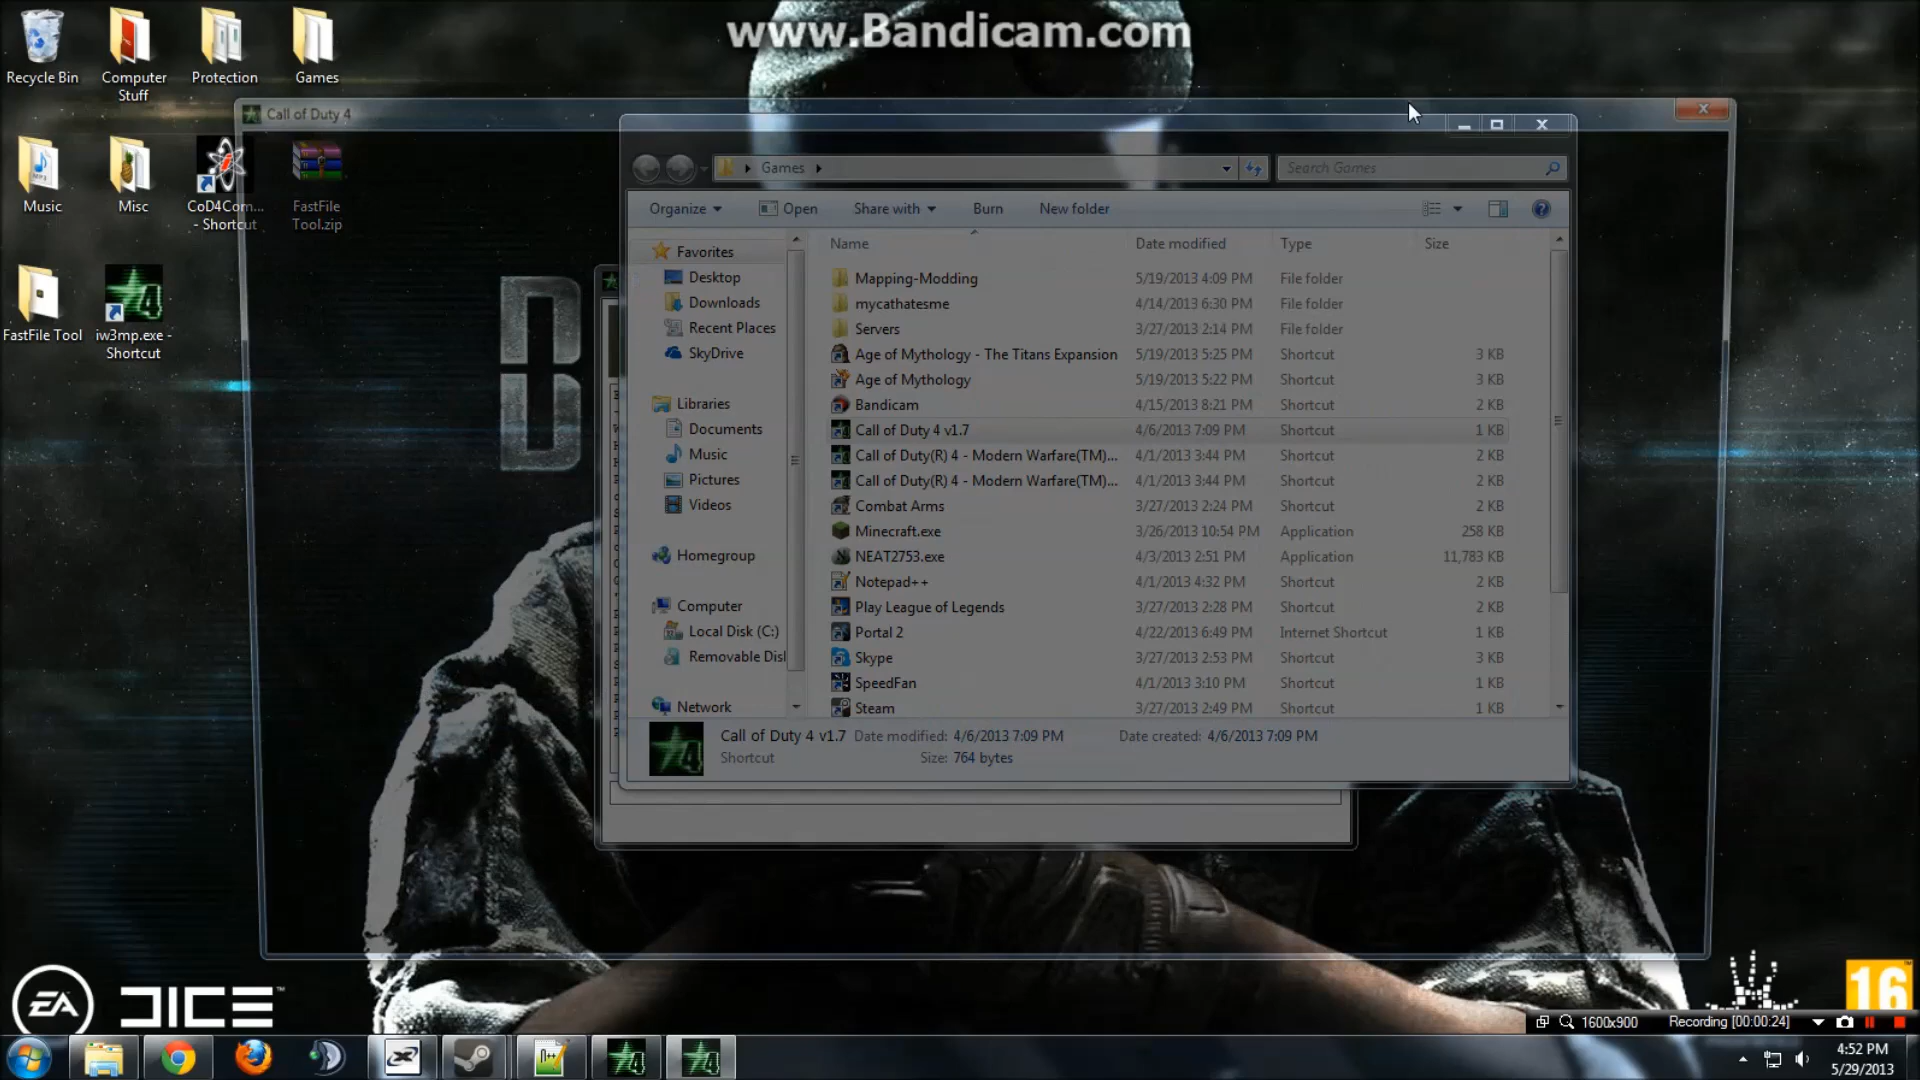 www.Bandicam.com
Recycle Bin
Computer Stuff
Protection
Games
Call of Duty 4
Music
Misc
CoD4Com... - Shortcut
FastFile Tool.zip
FastFile Tool
iw3mp.exe - Shortcut
Games
Search Games
Organize
Open
Share with
Burn
New folder
Name Date modified Type Size
Favorites
Desktop
Downloads
Recent Places
SkyDrive
Libraries
Documents
Music
Pictures
Videos
Homegroup
Computer
Local Disk (C:)
Removable Disl
Network
Mapping-Modding 5/19/2013 4:09 PM File folder
mycathatesme 4/14/2013 6:30 PM File folder
Servers 3/27/2013 2:14 PM File folder
Age of Mythology - The Titans Expansion 5/19/2013 5:25 PM Shortcut 3 KB
Age of Mythology 5/19/2013 5:22 PM Shortcut 3 KB
Bandicam 4/15/2013 8:21 PM Shortcut 2 KB
Call of Duty 4 v1.7 4/6/2013 7:09 PM Shortcut 1 KB
Call of Duty(R) 4 - Modern Warfare(TM)... 4/1/2013 3:44 PM Shortcut 2 KB
Call of Duty(R) 4 - Modern Warfare(TM)... 4/1/2013 3:44 PM Shortcut 2 KB
Combat Arms 3/27/2013 2:24 PM Shortcut 2 KB
Minecraft.exe 3/26/2013 10:54 PM Application 258 KB
NEAT2753.exe 4/3/2013 2:51 PM Application 11,783 KB
Notepad++ 4/1/2013 4:32 PM Shortcut 2 KB
Play League of Legends 3/27/2013 2:28 PM Shortcut 2 KB
Portal 2 4/22/2013 6:49 PM Internet Shortcut 1 KB
Skype 3/27/2013 2:53 PM Shortcut 3 KB
SpeedFan 4/1/2013 3:10 PM Shortcut 1 KB
Steam 3/27/2013 2:49 PM Shortcut 1 KB
Call of Duty 4 v1.7 Date modified: 4/6/2013 7:09 PM Date created: 4/6/2013 7:09 PM
Shortcut Size: 764 bytes
EA DICE™
16
1600x900 Recording [00:00:24]
4:52 PM
5/29/2013